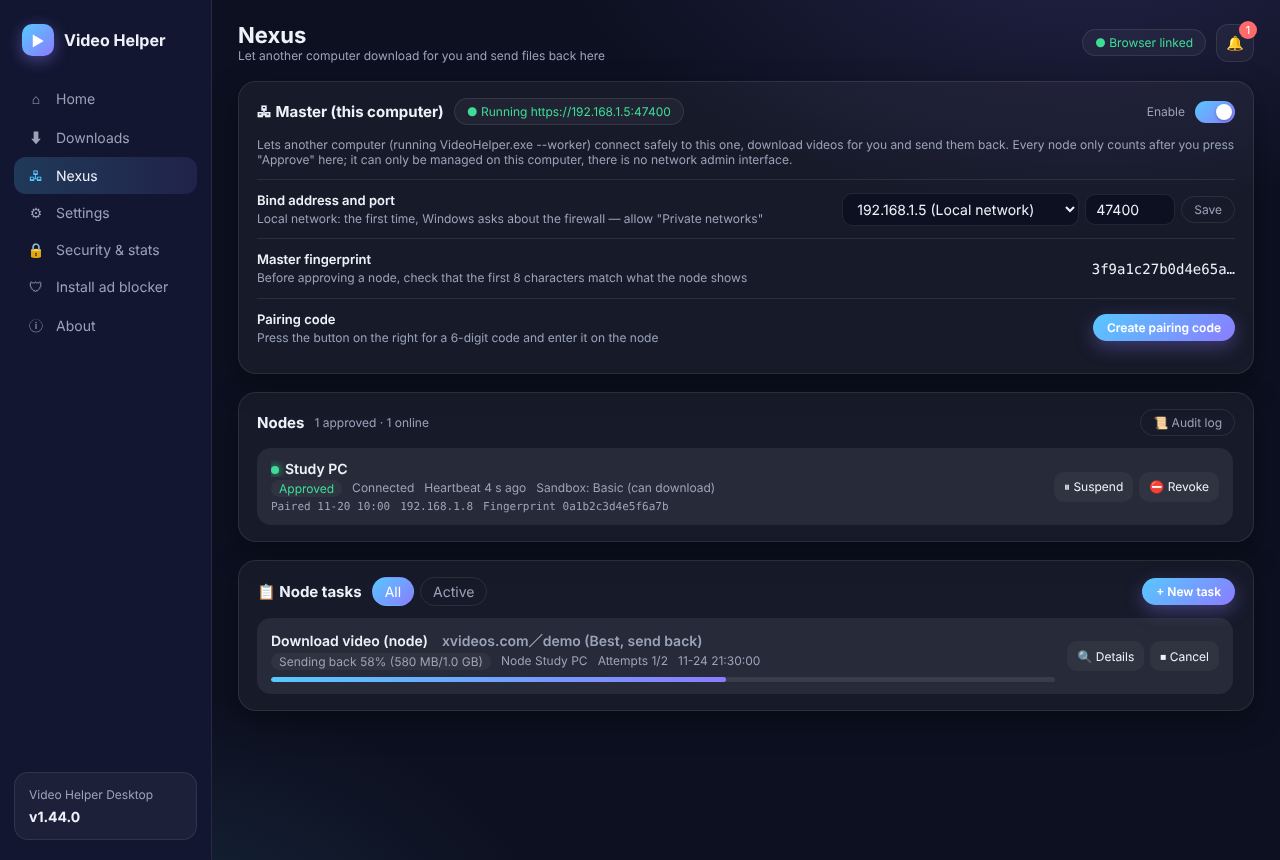 Video Helper
Home
Downloads
Nexus
Settings
Security & stats
Install ad blocker
About
Video Helper Desktop
v1.44.0
Nexus
Let another computer download for you and send files back here
Browser linked
1
Master (this computer)
Running https://192.168.1.5:47400
Enable
Lets another computer (running VideoHelper.exe --worker) connect safely to this one, download videos for you and send them back. Every node only counts after you press
"Approve" here; it can only be managed on this computer, there is no network admin interface.
Bind address and port
Local network: the first time, Windows asks about the firewall — allow "Private networks"
192.168.1.5 (Local network)
47400
Save
Master fingerprint
Before approving a node, check that the first 8 characters match what the node shows
3f9a1c27b0d4e65a…
Pairing code
Press the button on the right for a 6-digit code and enter it on the node
Create pairing code
Nodes 1 approved · 1 online
Audit log
Study PC
Approved Connected Heartbeat 4 s ago Sandbox: Basic (can download)
Paired 11-20 10:00 192.168.1.8 Fingerprint 0a1b2c3d4e5f6a7b
Suspend
Revoke
Node tasks
All
Active
+ New task
Download video (node) xvideos.com／demo (Best, send back)
Sending back 58% (580 MB/1.0 GB) Node Study PC Attempts 1/2 11-24 21:30:00
Details
Cancel